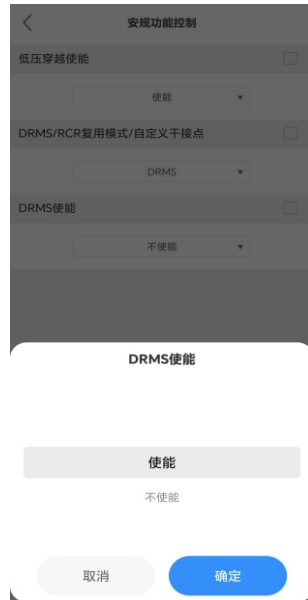 安规功能控制
低压穿越使能
使能
DRMS/RCR复用模式/自定义干接点
DRMS
DRMS使能
不使能
DRMS使能
使能
不使能
取消 确定